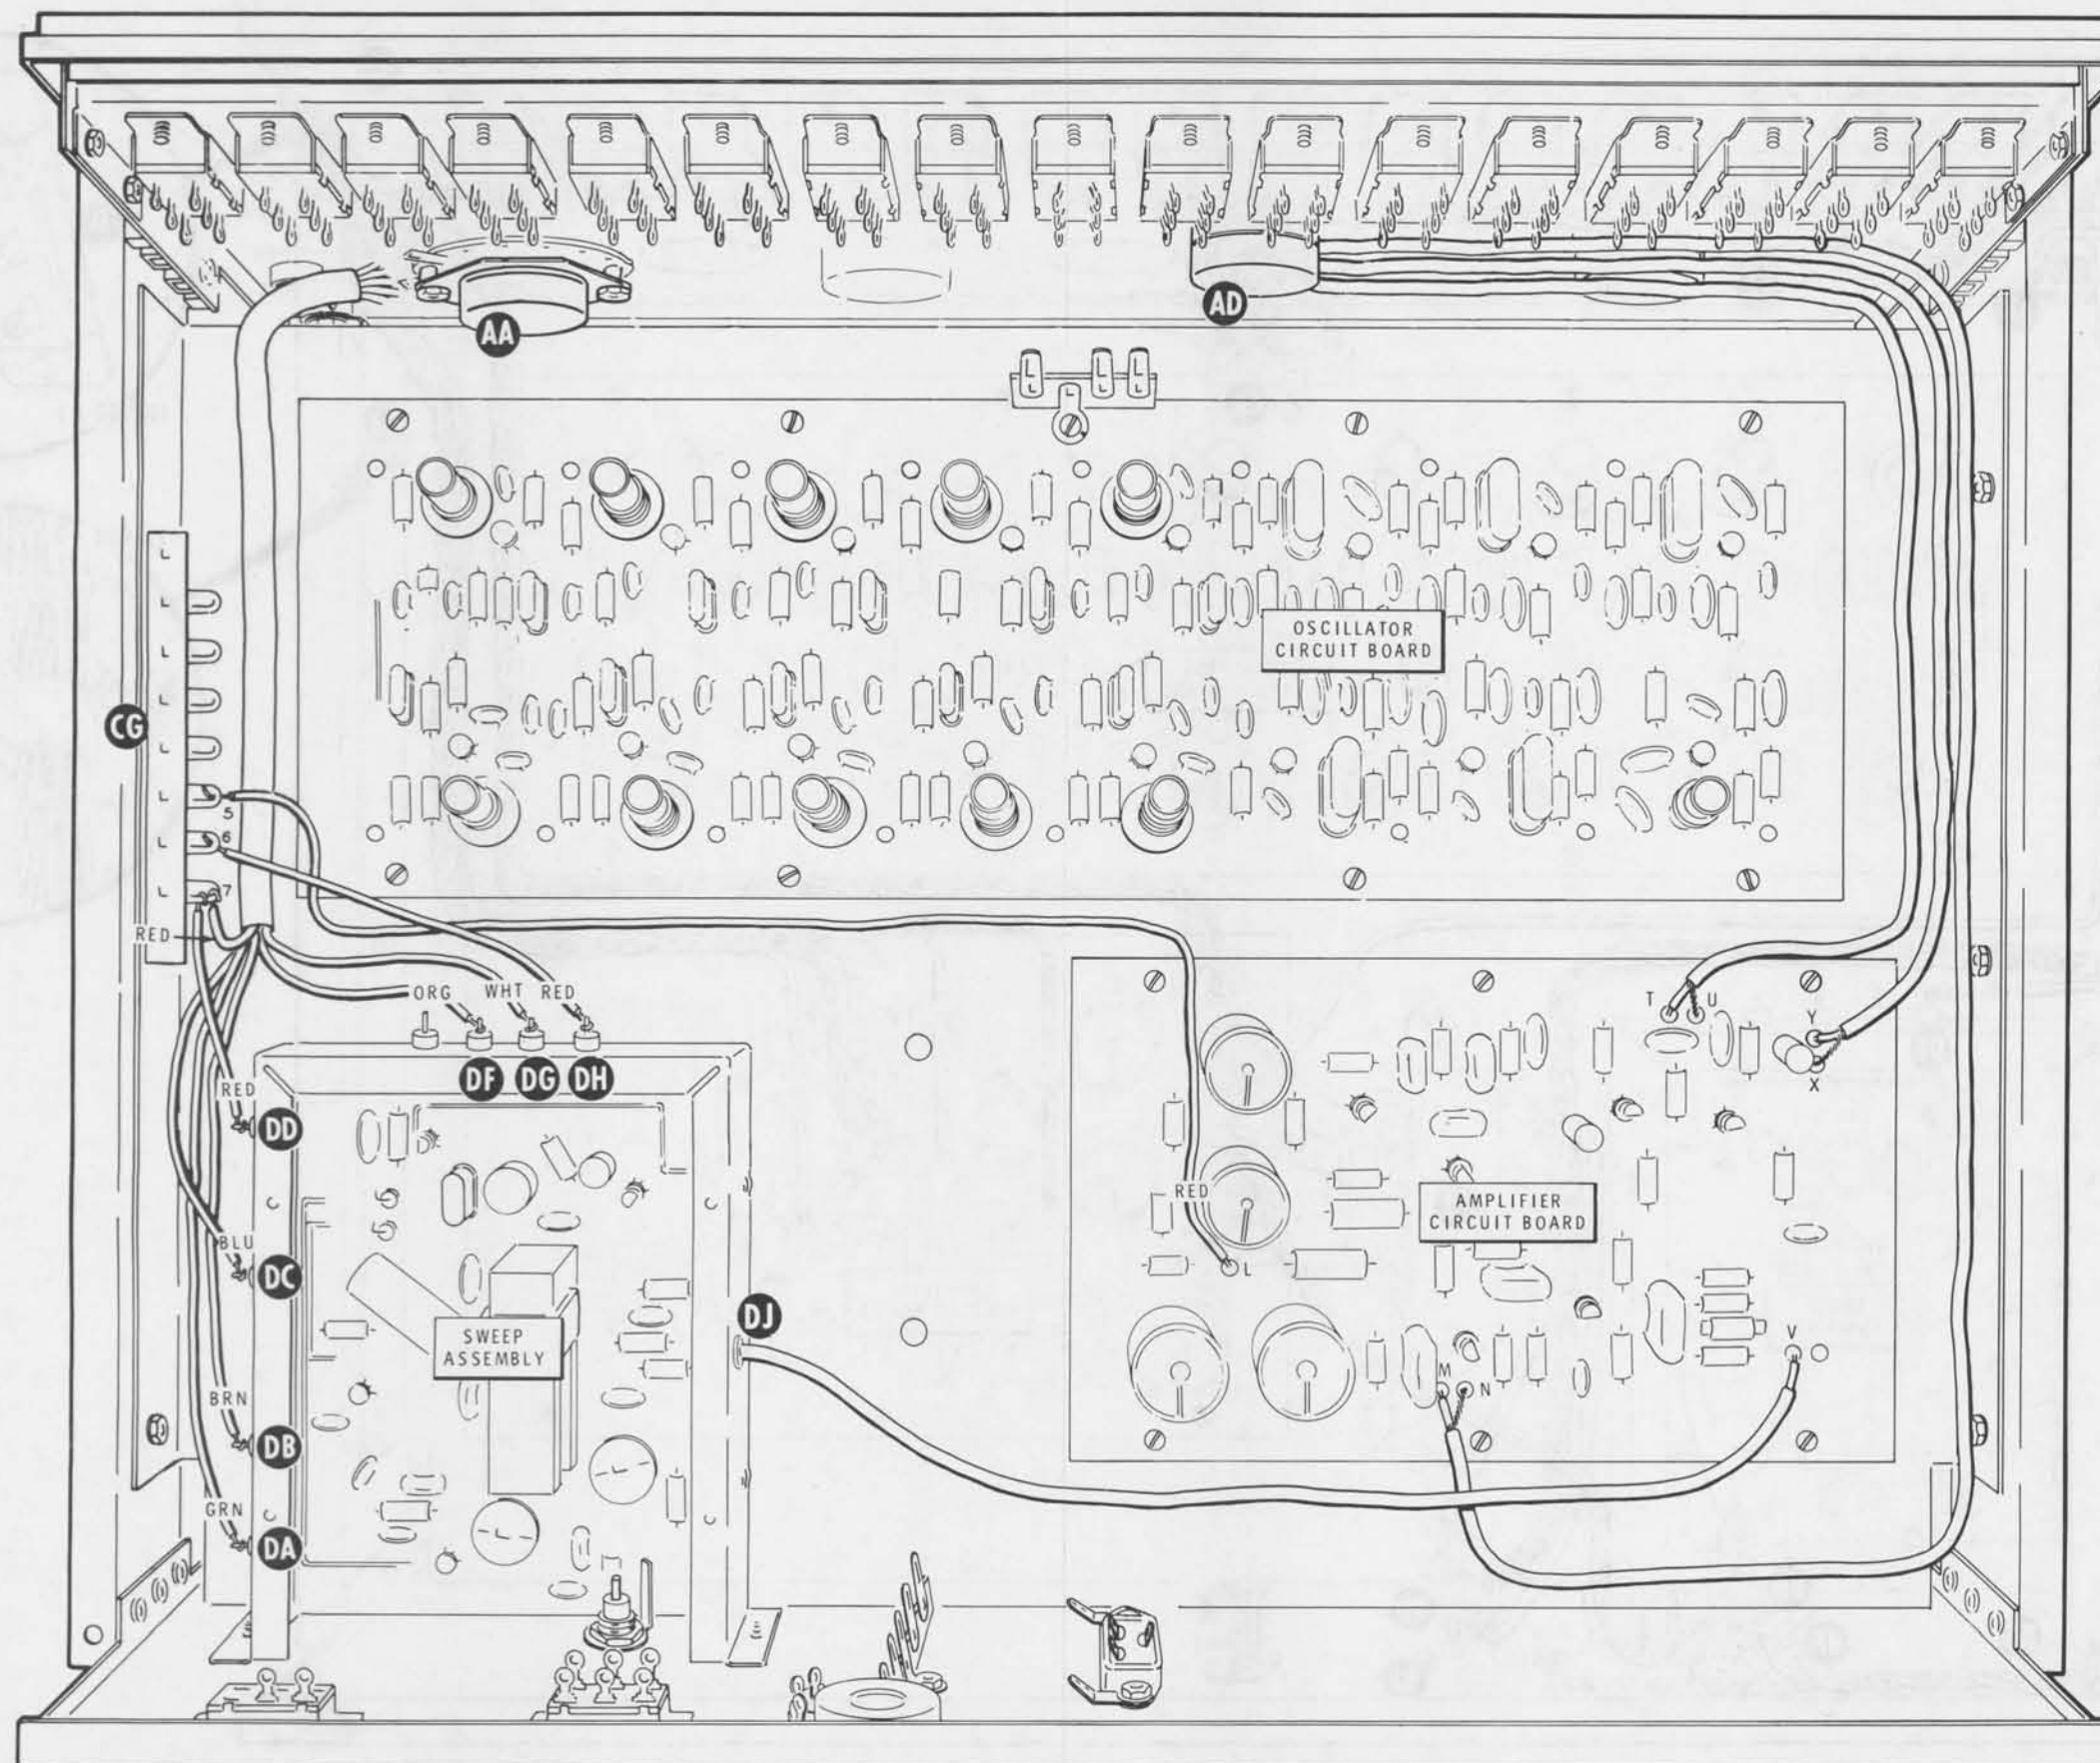 AA
AD
OSCILLATOR
CIRCUIT BOARD
CG
5
6
7
RED
ORG
WHT
RED
T
U
Y
X
DF
DG
DH
RED
DD
RED
AMPLIFIER
CIRCUIT BOARD
BLU
DC
L
DJ
SWEEP
ASSEMBLY
V
M
N
BRN
DB
GRN
DA